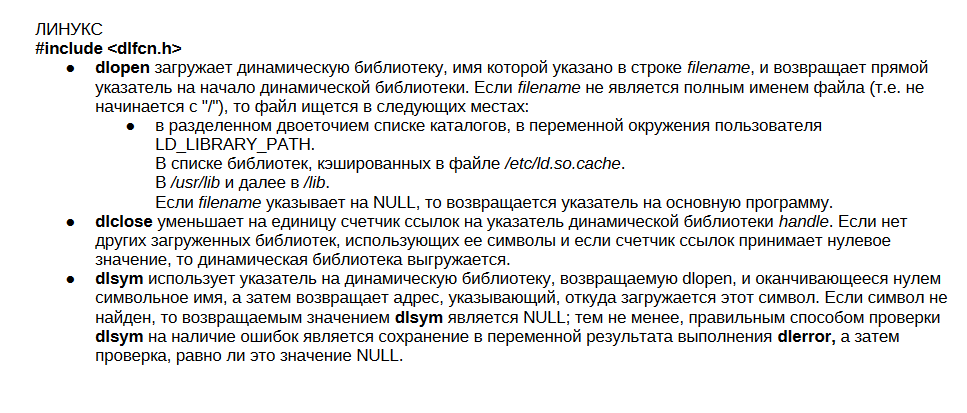 ЛИНУКС
#include <dlfcn.h>
● dlopen загружает динамическую библиотеку, имя которой указано в строке filename, и возвращает прямой
указатель на начало динамической библиотеки. Если filename не является полным именем файла (т.е. не
начинается с "/"), то файл ищется в следующих местах:
● в разделенном двоеточием списке каталогов, в переменной окружения пользователя
LD_LIBRARY_PATH.
В списке библиотек, кэшированных в файле /etc/ld.so.cache.
В /usr/lib и далее в /lib.
Если filename указывает на NULL, то возвращается указатель на основную программу.
● dlclose уменьшает на единицу счетчик ссылок на указатель динамической библиотеки handle. Если нет
других загруженных библиотек, использующих ее символы и если счетчик ссылок принимает нулевое
значение, то динамическая библиотека выгружается.
● dlsym использует указатель на динамическую библиотеку, возвращаемую dlopen, и оканчивающееся нулем
символьное имя, а затем возвращает адрес, указывающий, откуда загружается этот символ. Если символ не
найден, то возвращаемым значением dlsym является NULL; тем не менее, правильным способом проверки
dlsym на наличие ошибок является сохранение в переменной результата выполнения dlerror, а затем
проверка, равно ли это значение NULL.